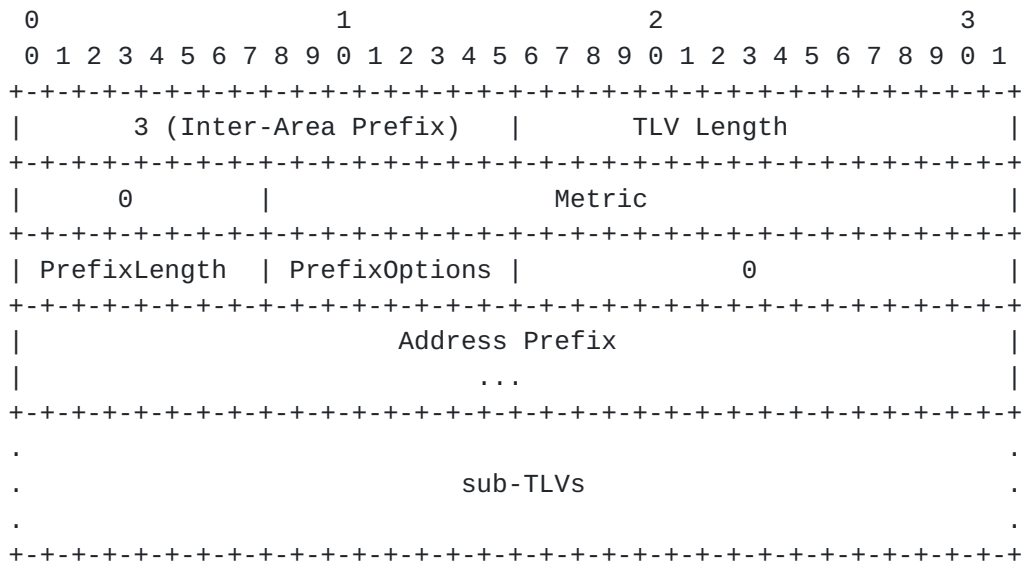 0                   1                   2                   3
 0 1 2 3 4 5 6 7 8 9 0 1 2 3 4 5 6 7 8 9 0 1 2 3 4 5 6 7 8 9 0 1
+-+-+-+-+-+-+-+-+-+-+-+-+-+-+-+-+-+-+-+-+-+-+-+-+-+-+-+-+-+-+-+-+
|       3 (Inter-Area Prefix)   |       TLV Length              |
+-+-+-+-+-+-+-+-+-+-+-+-+-+-+-+-+-+-+-+-+-+-+-+-+-+-+-+-+-+-+-+-+
|      0        |                  Metric                       |
+-+-+-+-+-+-+-+-+-+-+-+-+-+-+-+-+-+-+-+-+-+-+-+-+-+-+-+-+-+-+-+-+
| PrefixLength  | PrefixOptions |              0                |
+-+-+-+-+-+-+-+-+-+-+-+-+-+-+-+-+-+-+-+-+-+-+-+-+-+-+-+-+-+-+-+-+
|                        Address Prefix                         |
|                             ...                               |
+-+-+-+-+-+-+-+-+-+-+-+-+-+-+-+-+-+-+-+-+-+-+-+-+-+-+-+-+-+-+-+-+
.                                                               .
.                            sub-TLVs                           .
.                                                               .
+-+-+-+-+-+-+-+-+-+-+-+-+-+-+-+-+-+-+-+-+-+-+-+-+-+-+-+-+-+-+-+-+